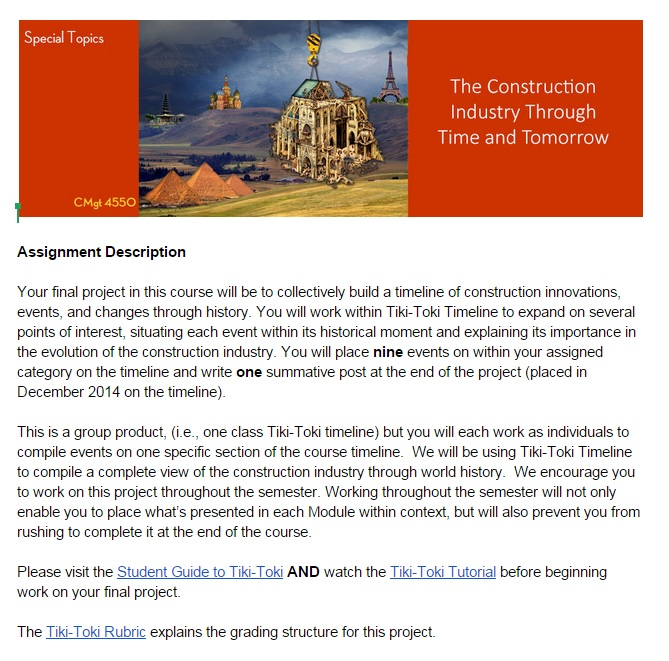 Special Topics
The Construction
Industry Through
Time and Tomorrow
CMgt 4550
Assignment Description
Your final project in this course will be to collectively build a timeline of construction innovations,
events, and changes through history. You will work within Tiki-Toki Timeline to expand on several
points of interest, situating each event within its historical moment and explaining its importance in
the evolution of the construction industry. You will place nine events on within your assigned
category on the timeline and write one summative post at the end of the project (placed in
December 2014 on the timeline).
This is a group product, (i.e., one class Tiki-Toki timeline) but you will each work as individuals to
compile events on one specific section of the course timeline.  We will be using Tiki-Toki Timeline
to compile a complete view of the construction industry through world history.  We encourage you
to work on this project throughout the semester. Working throughout the semester will not only
enable you to place what's presented in each Module within context, but will also prevent you from
rushing to complete it at the end of the course.
Please visit the Student Guide to Tiki-Toki AND watch the Tiki-Toki Tutorial before beginning
work on your final project.
The Tiki-Toki Rubric explains the grading structure for this project.